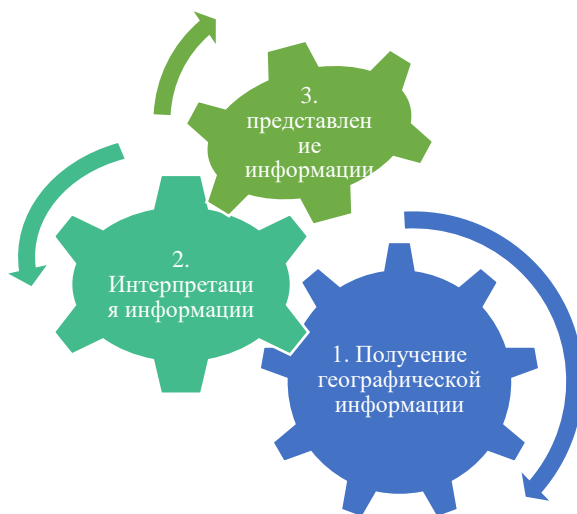 3.
представлен
ие
информации
2.
Интерпретаци
я информации
1. Получение
географической
информации